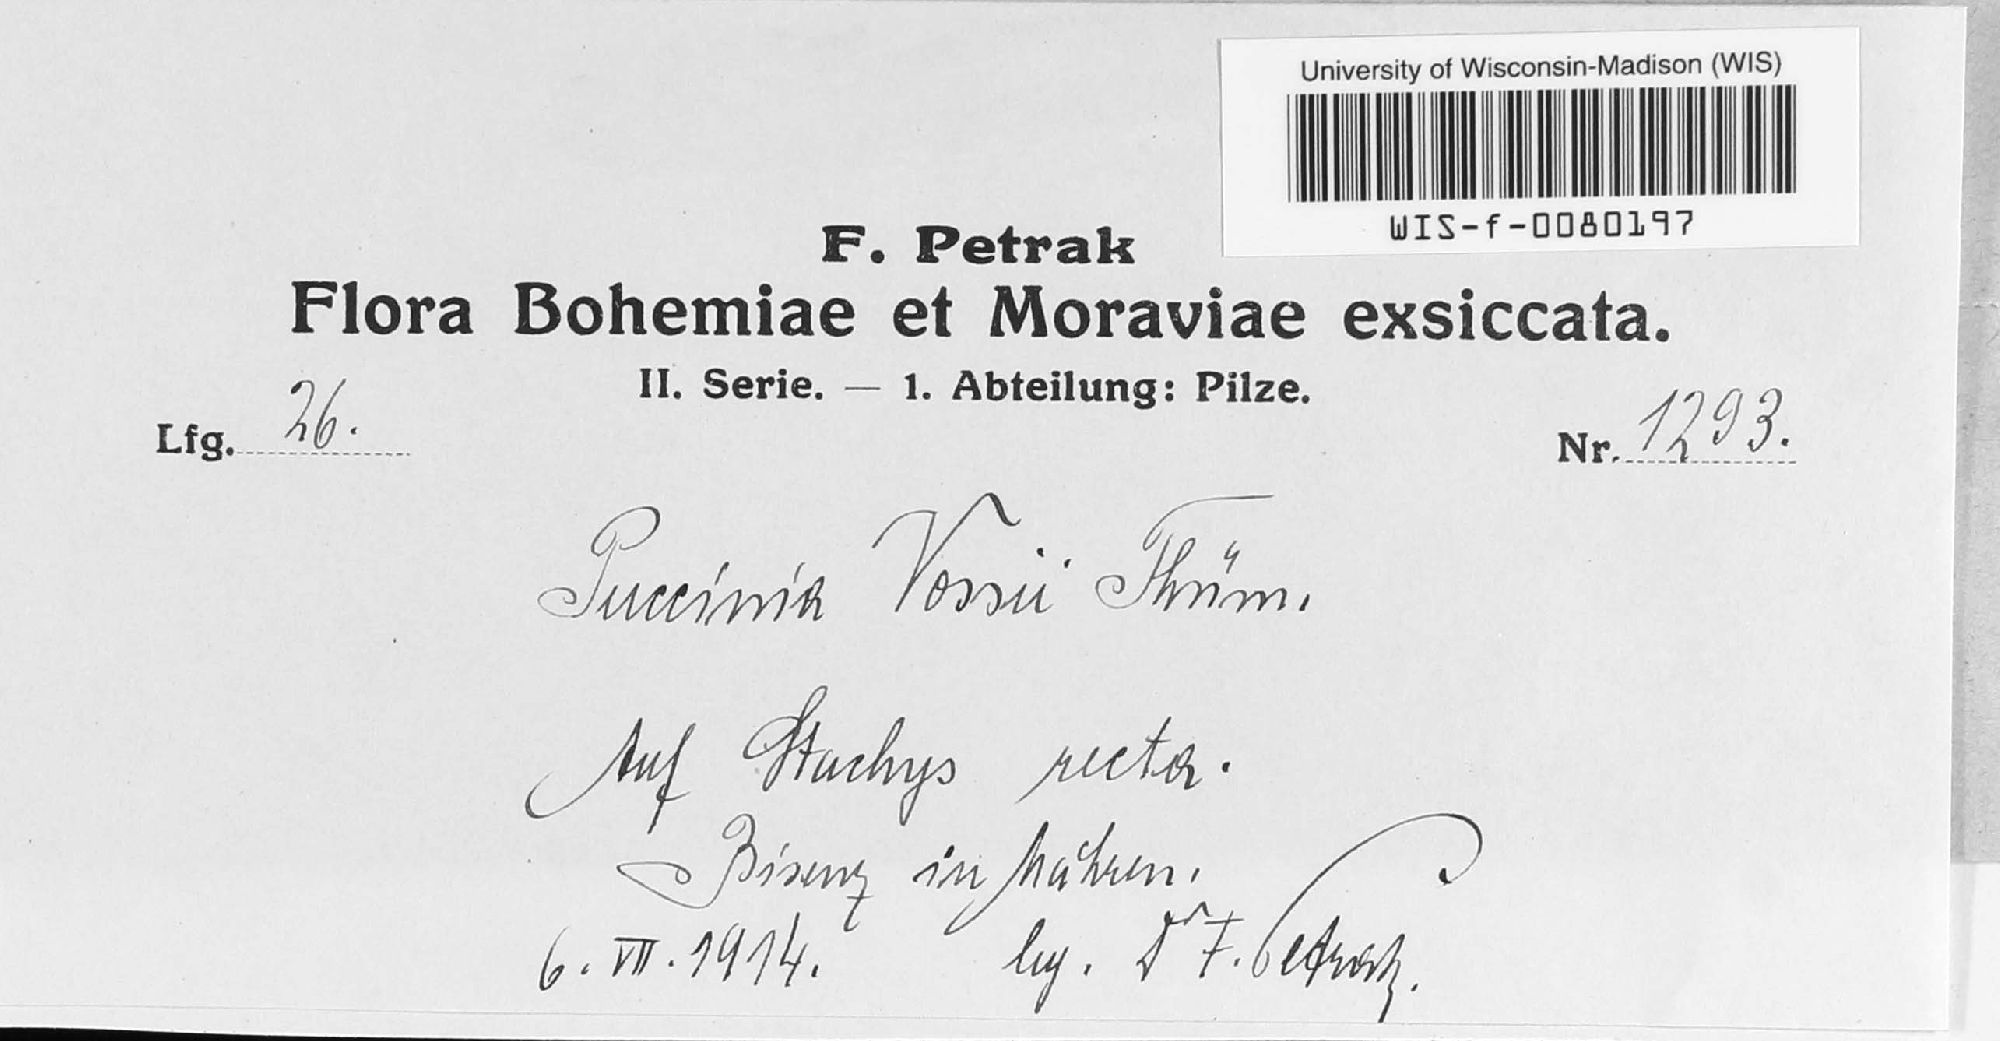 University of Wisconsin-Madison (WIS)
WIS-f-0080197
F. Petrak
Flora Bohemiae et Moraviae exsiccata.
II. Serie. — 1. Abteilung: Pilze.
Lfg. 26.
Nr. 1293.
Puccinia Vossii Thüm.
Auf Stachys recta.
Bisenz in Mähren.
6. VII. 1914. leg. Dr F. Petrak.